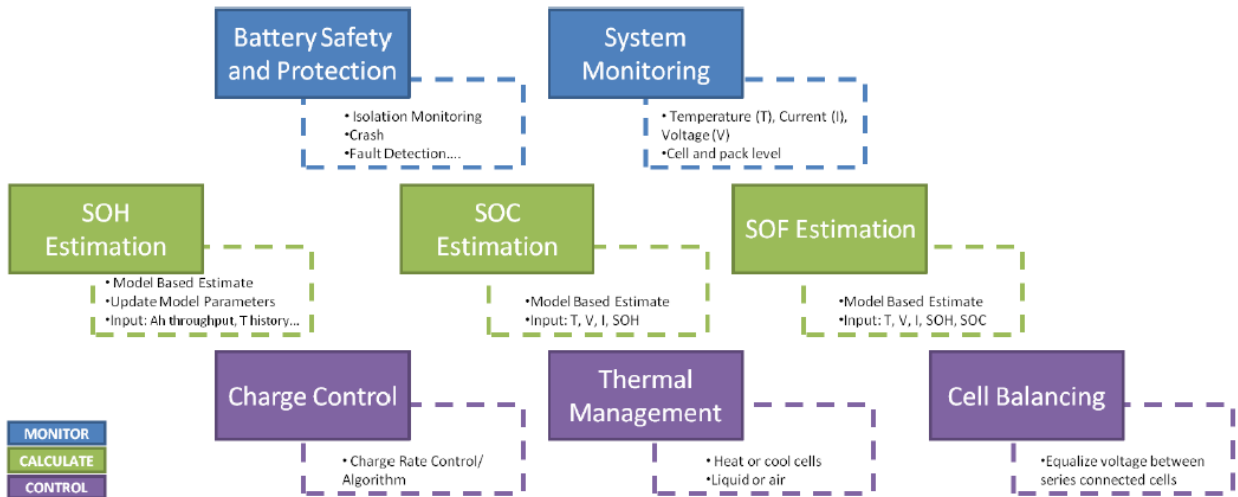 Battery Safety
and Protection
• Isolation Monitoring
•Crash
•Fault Detection....
System
Monitoring
• Temperature (T), Current (I),
Voltage (V)
•Cell and pack level
SOH
Estimation
• Model Based Estimate
•Update Model Parameters
•Input: Ah throughput, T history...
SOC
Estimation
•Model Based Estimate
•Input: T, V, I, SOH
SOF Estimation
•Model Based Estimate
•Input: T, V, I, SOH, SOC
Charge Control
• Charge Rate Control/
Algorithm
Thermal
Management
• Heat or cool cells
• Liquid or air
Cell Balancing
•Equalize voltage between
series connected cells
MONITOR
CALCULATE
CONTROL